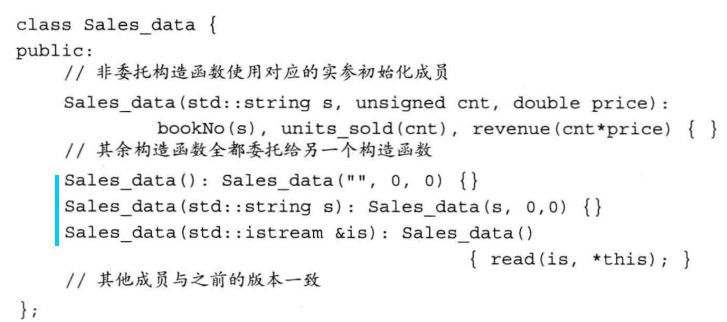 class Sales_data {
public:
// 非委托构造函数使用对应的实参初始化成员
Sales_data(std::string s, unsigned cnt, double price):
bookNo(s), units_sold(cnt), revenue(cnt*price) { }
// 其余构造函数全都委托给另一个构造函数
Sales_data(): Sales_data("", 0, 0) {}
Sales_data(std::string s): Sales_data(s, 0,0) {}
Sales_data(std::istream &is): Sales_data()
{ read(is, *this); }
// 其他成员与之前的版本一致
};